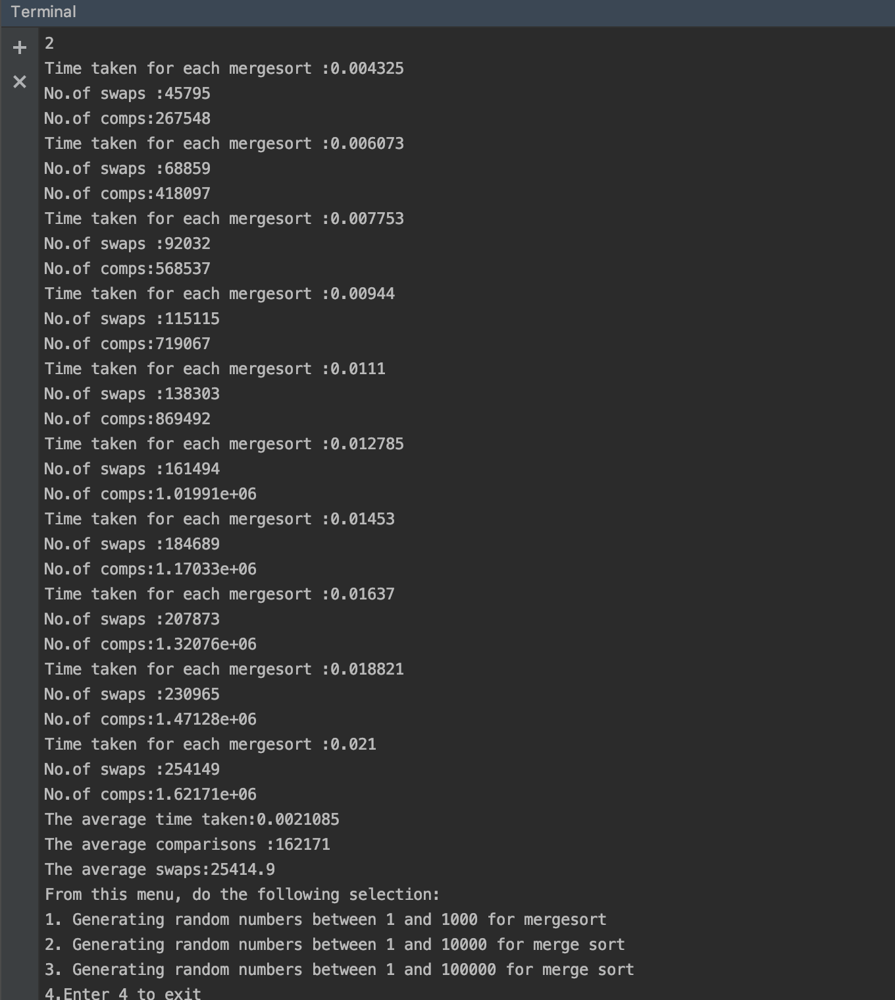 Terminal
2
Time taken for each mergesort :0.004325
No.of swaps :45795
No.of comps:267548
Time taken for each mergesort :0.006073
No.of swaps :68859
No.of comps:418097
Time taken for each mergesort :0.007753
No.of swaps :92032
No.of comps:568537
Time taken for each mergesort :0.00944
No.of swaps :115115
No.of comps:719067
Time taken for each mergesort :0.0111
No.of swaps :138303
No.of comps:869492
Time taken for each mergesort :0.012785
No.of swaps :161494
No.of comps:1.01991e+06
Time taken for each mergesort :0.01453
No.of swaps :184689
No.of comps:1.17033e+06
Time taken for each mergesort :0.01637
No.of swaps :207873
No.of comps:1.32076e+06
Time taken for each mergesort :0.018821
No.of swaps :230965
No.of comps:1.47128e+06
Time taken for each mergesort :0.021
No.of swaps :254149
No.of comps:1.62171e+06
The average time taken:0.0021085
The average comparisons :162171
The average swaps:25414.9
From this menu, do the following selection:
1. Generating random numbers between 1 and 1000 for mergesort
2. Generating random numbers between 1 and 10000 for merge sort
3. Generating random numbers between 1 and 100000 for merge sort
4.Enter 4 to exit